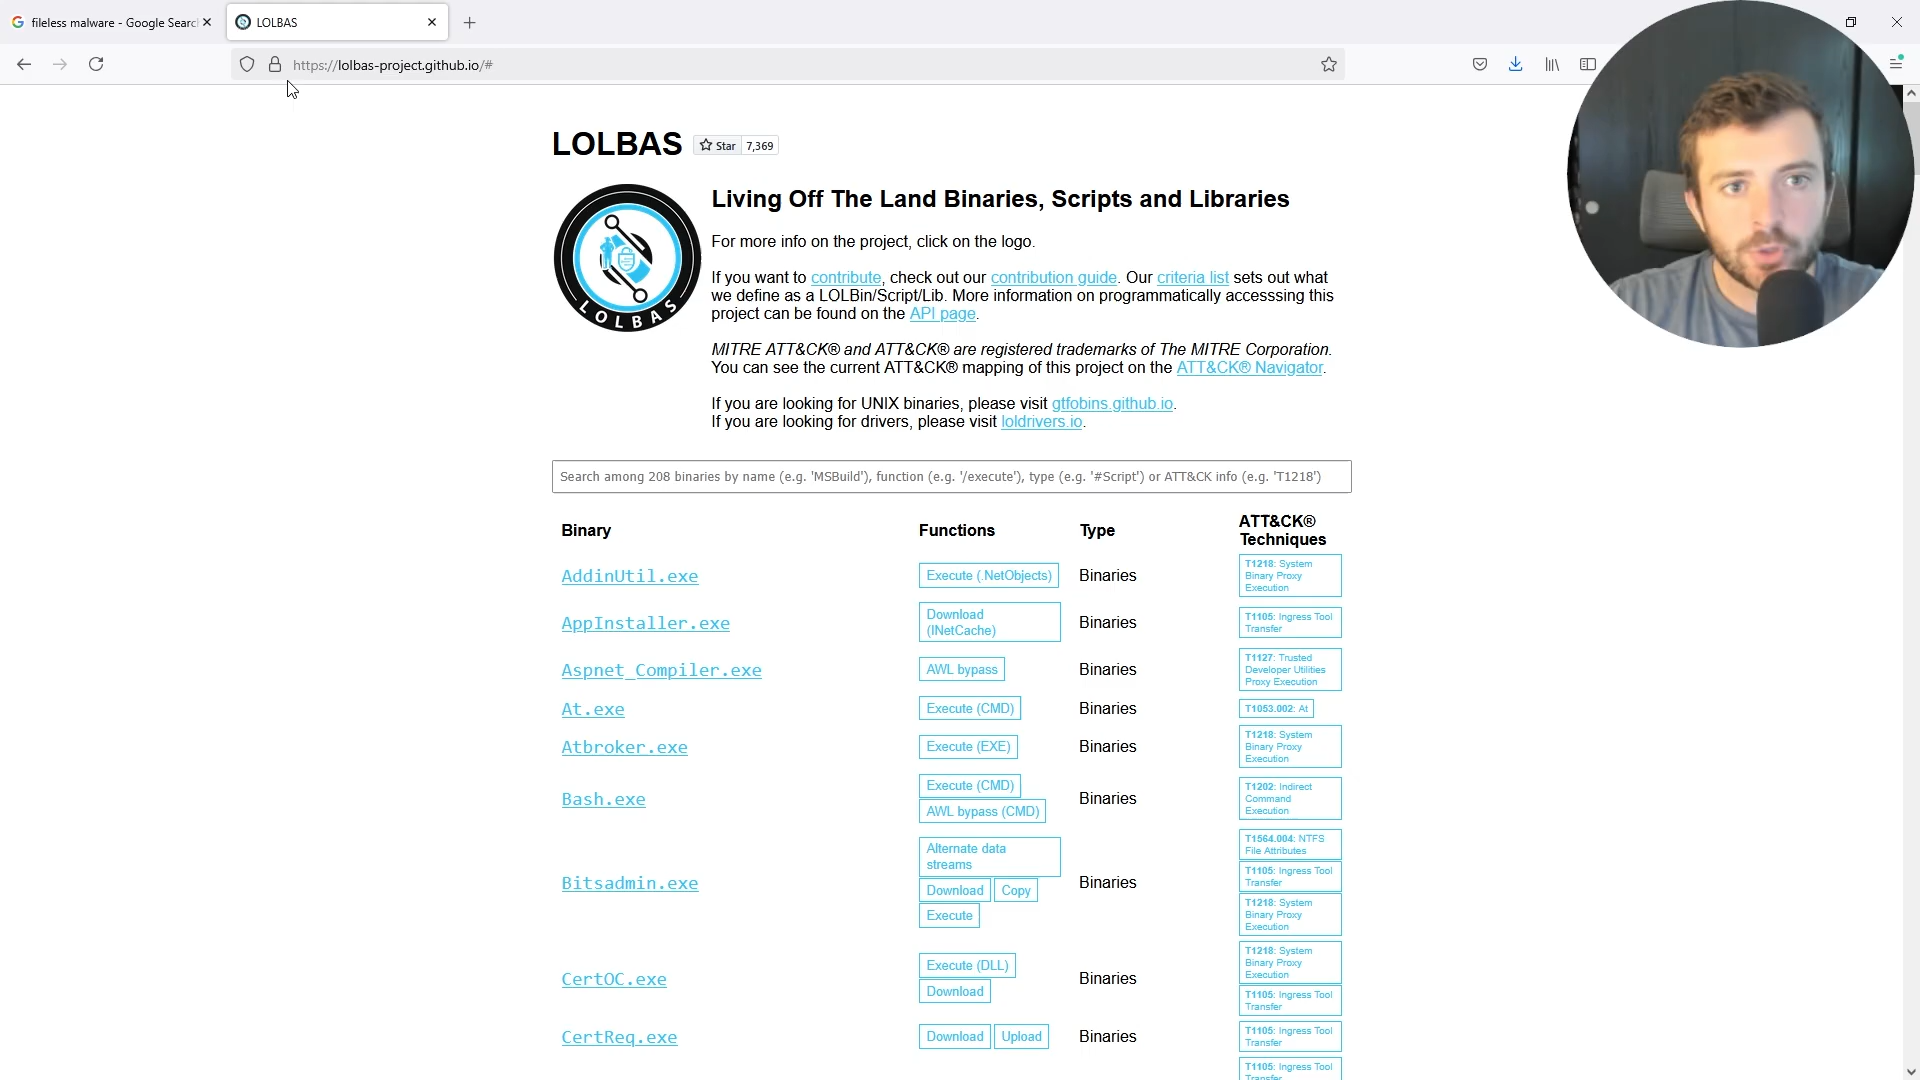 fileless malware - Google Searc
LOLBAS
https://lolbas-project.github.io/#
LOLBAS
Star 7,369
LOLBAS
Living Off The Land Binaries, Scripts and Libraries
For more info on the project, click on the logo.
If you want to contribute, check out our contribution guide. Our criteria list sets out what
we define as a LOLBin/Script/Lib. More information on programmatically accesssing this
project can be found on the API page.
MITRE ATT&CK® and ATT&CK® are registered trademarks of The MITRE Corporation.
You can see the current ATT&CK® mapping of this project on the ATT&CK® Navigator.
If you are looking for UNIX binaries, please visit gtfobins.github.io.
If you are looking for drivers, please visit loldrivers.io.
Search among 208 binaries by name (e.g. 'MSBuild'), function (e.g. '/execute'), type (e.g. '#Script') or ATT&CK info (e.g. 'T1218')
Binary Functions Type ATT&CK®
Techniques
AddinUtil.exe Execute (.NetObjects) Binaries T1218: System
Binary Proxy
Execution
AppInstaller.exe Download
(INetCache) Binaries T1105: Ingress Tool
Transfer
Aspnet_Compiler.exe AWL bypass Binaries T1127: Trusted
Developer Utilities
Proxy Execution
At.exe Execute (CMD) Binaries T1053.002: At
Atbroker.exe Execute (EXE) Binaries T1218: System
Binary Proxy
Execution
Bash.exe Execute (CMD)
AWL bypass (CMD) Binaries T1202: Indirect
Command
Execution
Bitsadmin.exe Alternate data
streams
Download Copy
Execute Binaries T1564.004: NTFS
File Attributes
T1105: Ingress Tool
Transfer
T1218: System
Binary Proxy
Execution
CertOC.exe Execute (DLL)
Download Binaries T1218: System
Binary Proxy
Execution
T1105: Ingress Tool
Transfer
CertReq.exe Download Upload Binaries T1105: Ingress Tool
Transfer
T1105: Ingress Tool
Transfer